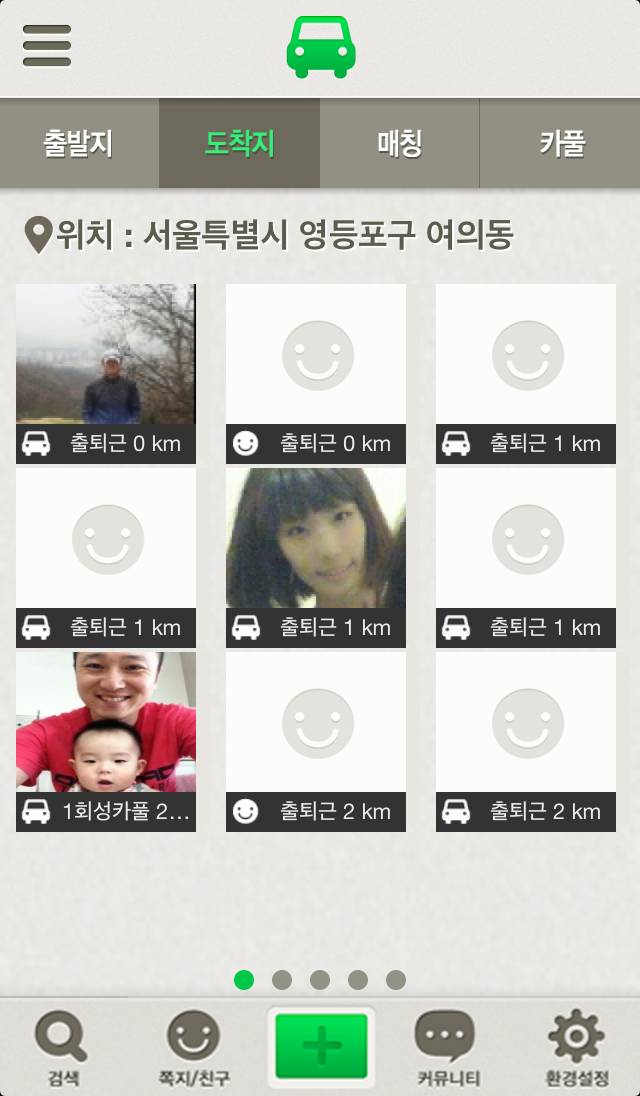 출발지 도착지 매칭 카풀
위치 : 서울특별시 영등포구 여의동
출퇴근 0 km 출퇴근 0 km 출퇴근 1 km
출퇴근 1 km 출퇴근 1 km 출퇴근 1 km
1회성카풀 2... 출퇴근 2 km 출퇴근 2 km
검색 쪽지/친구 커뮤니티 환경설정